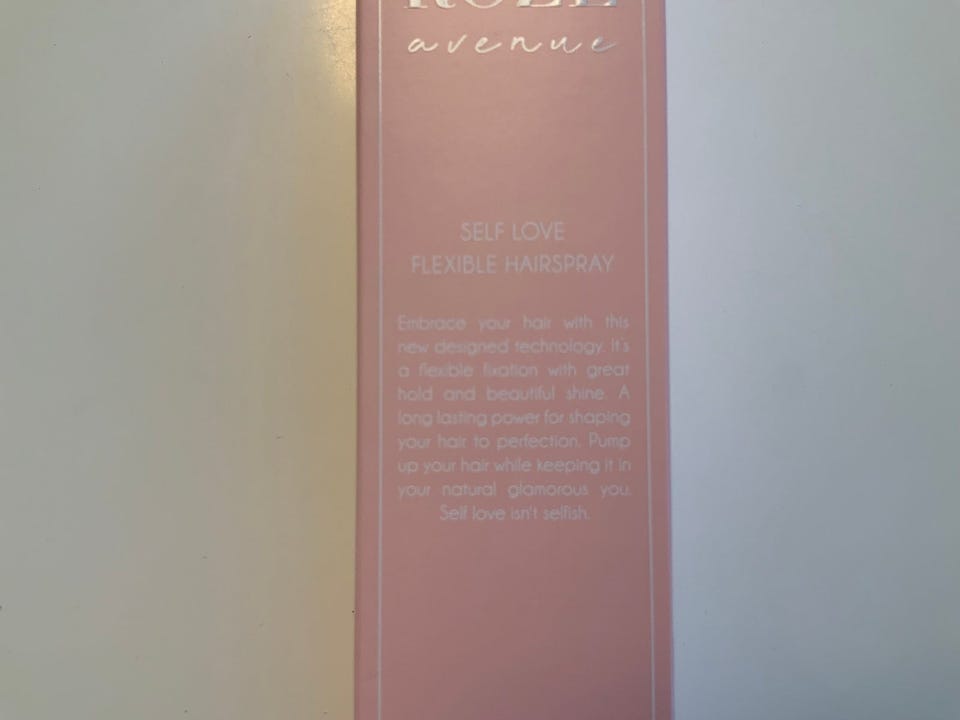 ROZE
avenue
SELF LOVE
FLEXIBLE HAIRSPRAY
Embrace your hair with this
new designed technology. It's
a flexible fixation with great
hold and beautiful shine. A
long lasting power for shaping
your hair to perfection. Pump
up your hair while keeping it in
your natural glamorous you.
Self love isn't selfish.